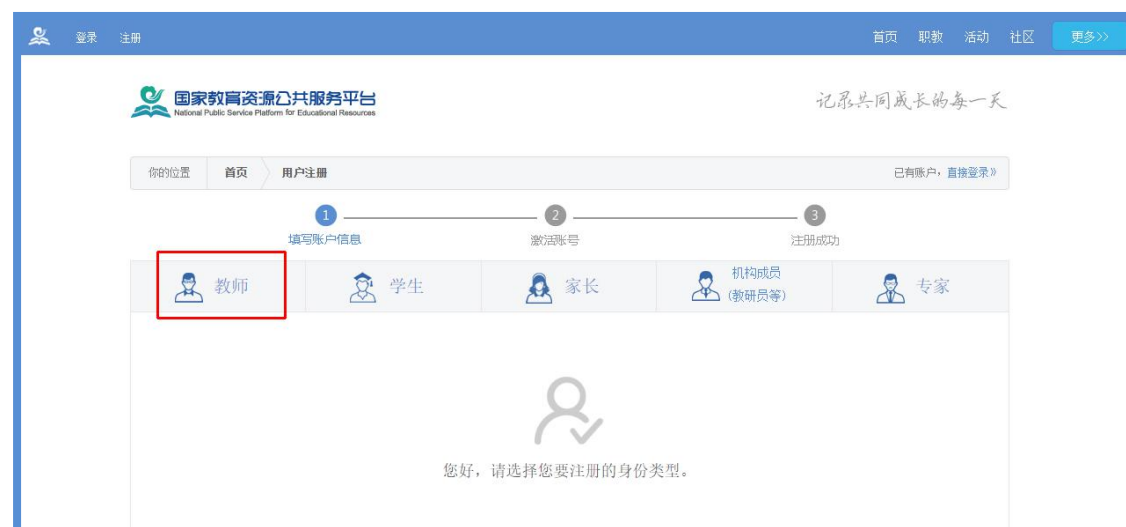 登录 注册 首页 职教 活动 社区 更多>>
国家教育资源公共服务平台
National Public Service Platform for Educational Resources
记录共同成长的每一天
你的位置 首页 用户注册 已有账户，直接登录»
1 2 3
填写账户信息 激活账号 注册成功
教师 学生 家长 机构成员 专家
(教研员等)
您好，请选择您要注册的身份类型。